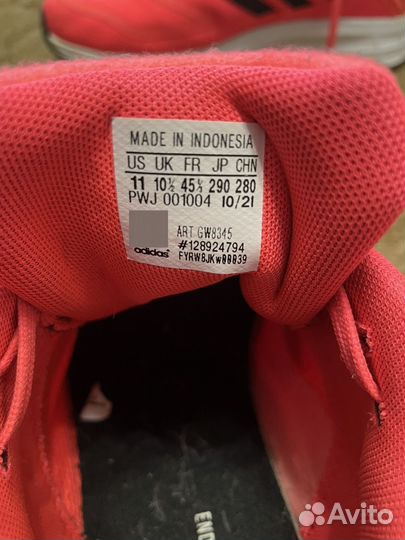 MADE IN INDONESIA
US UK FR JP CHN
11 10½ 45⅓ 290 280
PWJ 001004 10/21
ART GW8345
adidas #128924794
FYRW8JKW00039
END
Avito